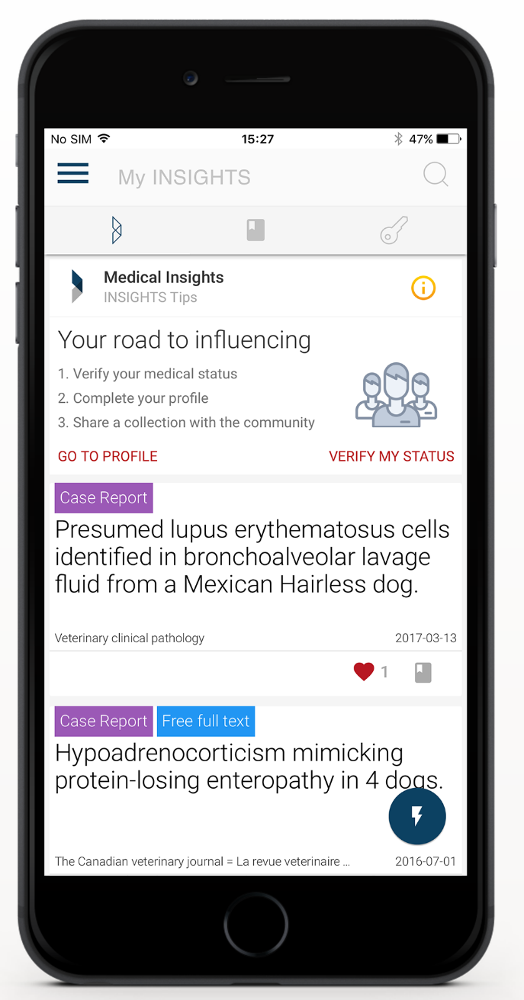 No SIM 15:27 47%
My INSIGHTS
Medical Insights
INSIGHTS Tips
Your road to influencing
1. Verify your medical status
2. Complete your profile
3. Share a collection with the community
GO TO PROFILE VERIFY MY STATUS
Case Report
Presumed lupus erythematosus cells
identified in bronchoalveolar lavage
fluid from a Mexican Hairless dog.
Veterinary clinical pathology 2017-03-13
1
Case Report Free full text
Hypoadrenocorticism mimicking
protein-losing enteropathy in 4 dogs.
The Canadian veterinary journal = La revue veterinaire ... 2016-07-01